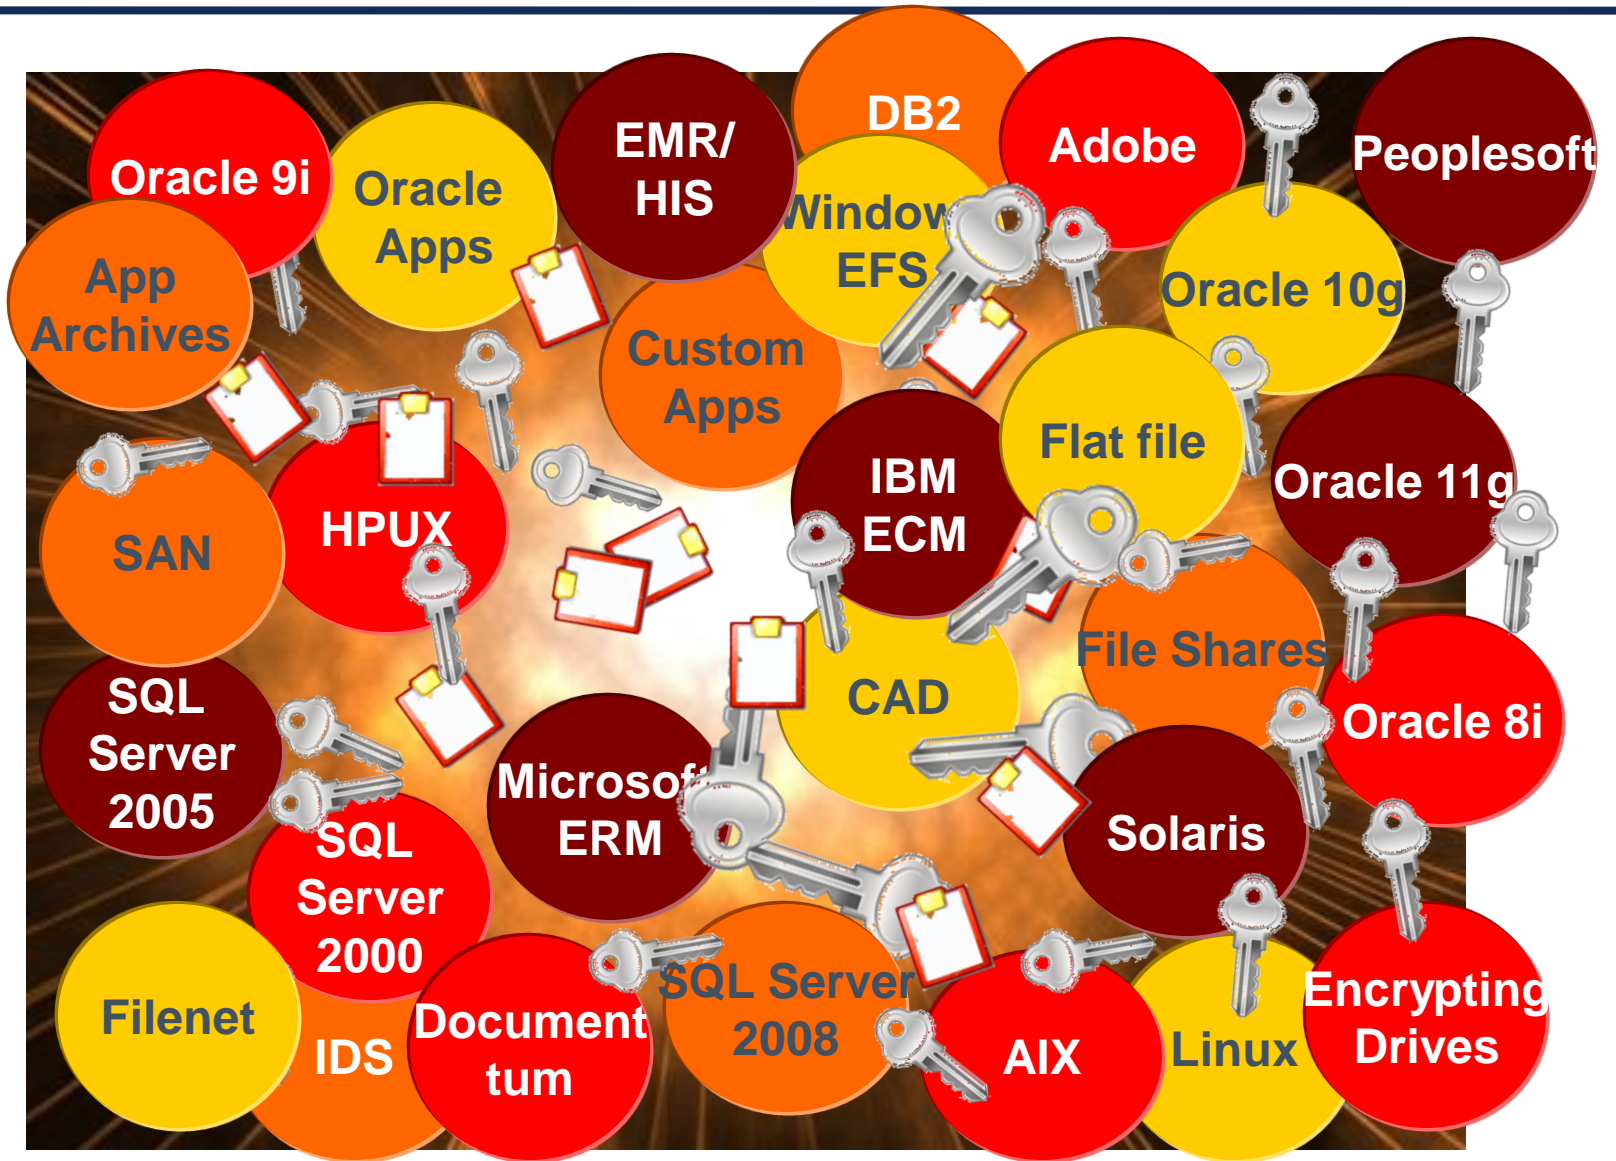 DB2
EMR/
HIS
Adobe
Peoplesoft
Oracle 9i
Oracle
Apps
Window
EFS
App
Archives
Oracle 10g
Custom
Apps
Flat file
IBM
ECM
Oracle 11g
HPUX
SAN
File Shares
CAD
Oracle 8i
SQL
Server
2005
Microsoft
ERM
Solaris
SQL
Server
2000
SQL Server
2008
Filenet
IDS
Document
tum
AIX
Linux
Encrypting
Drives